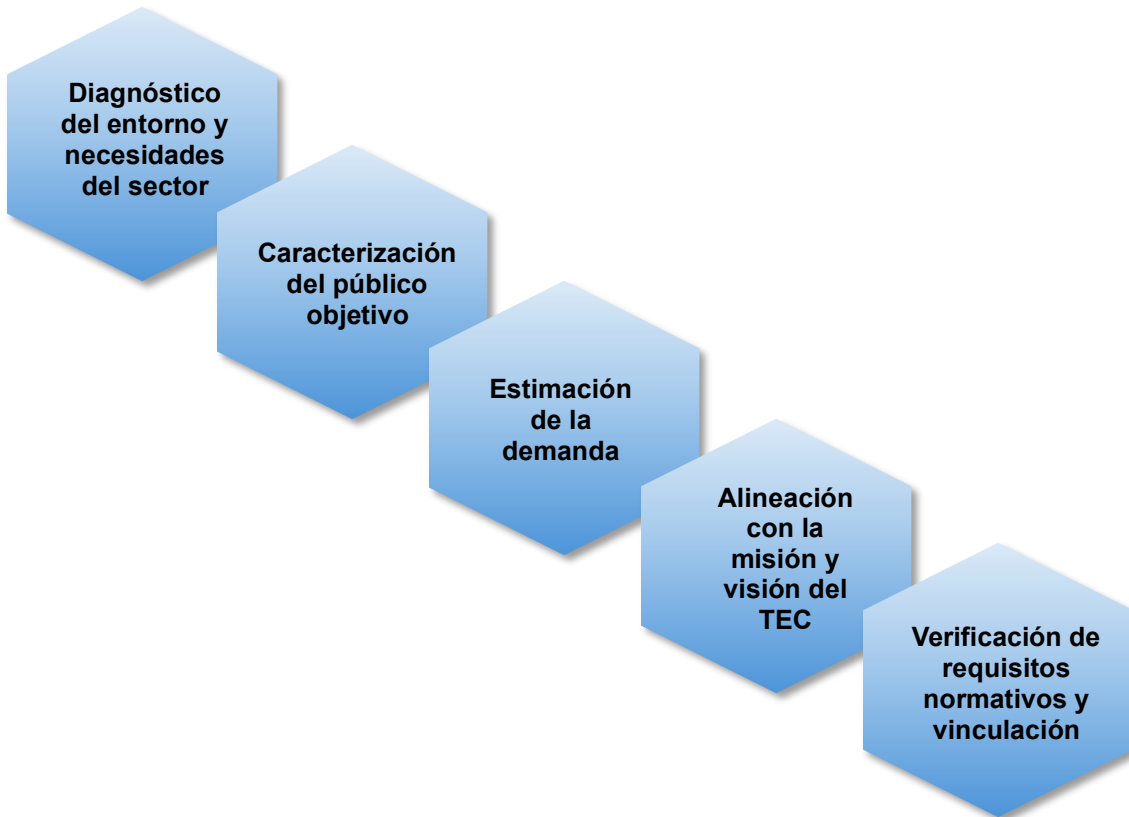 Diagnóstico
del entorno y
necesidades
del sector
Caracterización
del público
objetivo
Estimación
de la
demanda
Alineación
con la
misión y
visión del
TEC
Verificación de
requisitos
normativos y
vinculación